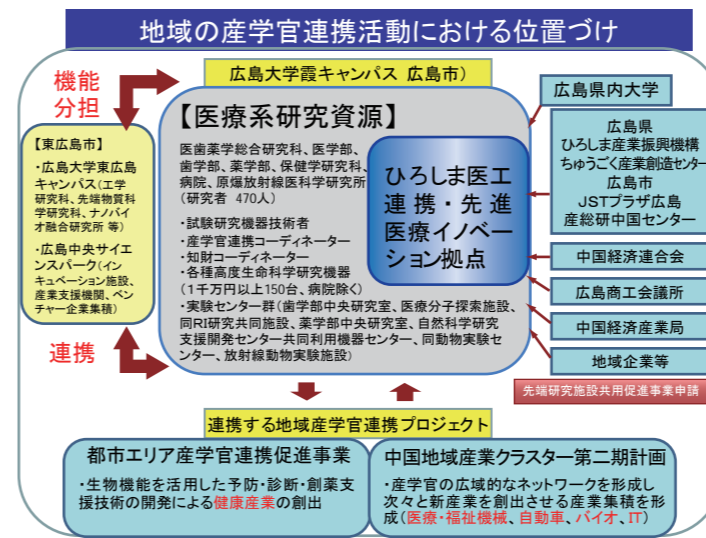 地域の産学官連携活動における位置づけ
機能
分担
広島大学霞キャンパス 広島市)
【東広島市】
・広島大学東広島
キャンパス(工学
研究科、先端物質科
学研究科、ナノバイ
オ融合研究所 等)
・広島中央サイエ
ンスパーク(イン
キュベーション施設、
産業支援機関、ベン
チャー企業集積)
連携
【医療系研究資源】
医歯薬学総合研究科、医学部、
歯学部、薬学部、保健学研究科、
病院、原爆放射線医科学研究所
(研究者 470人)
・試験研究機器技術者
・産学官連携コーディネーター
・知財コーディネーター
・各種高度生命科学研究機器
(1千万円以上150台、病院除く)
・実験センター群(歯学部中央研究室、医療分子探索施設、
同RI研究共同施設、薬学部中央研究室、自然科学研究
支援開発センター共同利用機器センター、同動物実験セ
ンター、放射線動物実験施設)
ひろしま医工
連携・先進
医療イノベー
ション拠点
広島県内大学
広島県
ひろしま産業振興機構
ちゅうごく産業創造センター
広島市
JSTプラザ広島
産総研中国センター
中国経済連合会
広島商工会議所
中国経済産業局
地域企業等
先端研究施設共用促進事業申請
連携する地域産学官連携プロジェクト
都市エリア産学官連携促進事業
・生物機能を活用した予防・診断・創薬支
援技術の開発による健康産業の創出
中国地域産業クラスター第二期計画
・産学官の広域的なネットワークを形成し
次々と新産業を創出させる産業集積を形
成(医療・福祉機械、自動車、バイオ、IT)